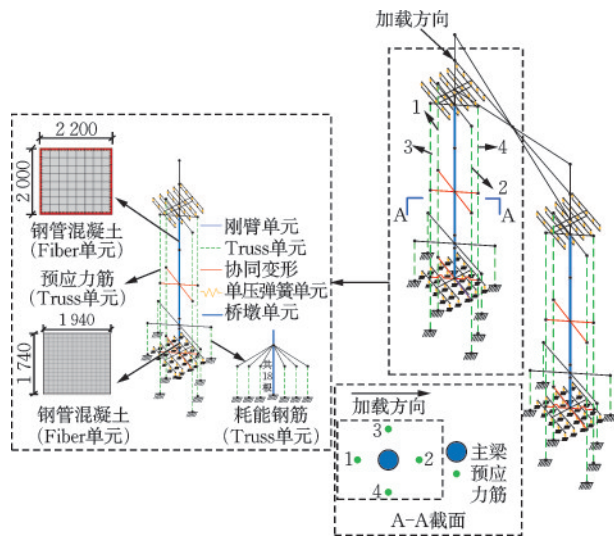 加载方向
1
3
4
2
A
A
2 200
2 000
钢管混凝土
(Fiber单元)
预应力筋
(Truss单元)
1 940
1 740
钢管混凝土
(Fiber单元)
刚臂单元
Truss单元
协同变形
单压弹簧单元
桥墩单元
共
18
根
耗能钢筋
(Truss单元)
加载方向
3
1
2
4
主梁
预应
力筋
A-A截面